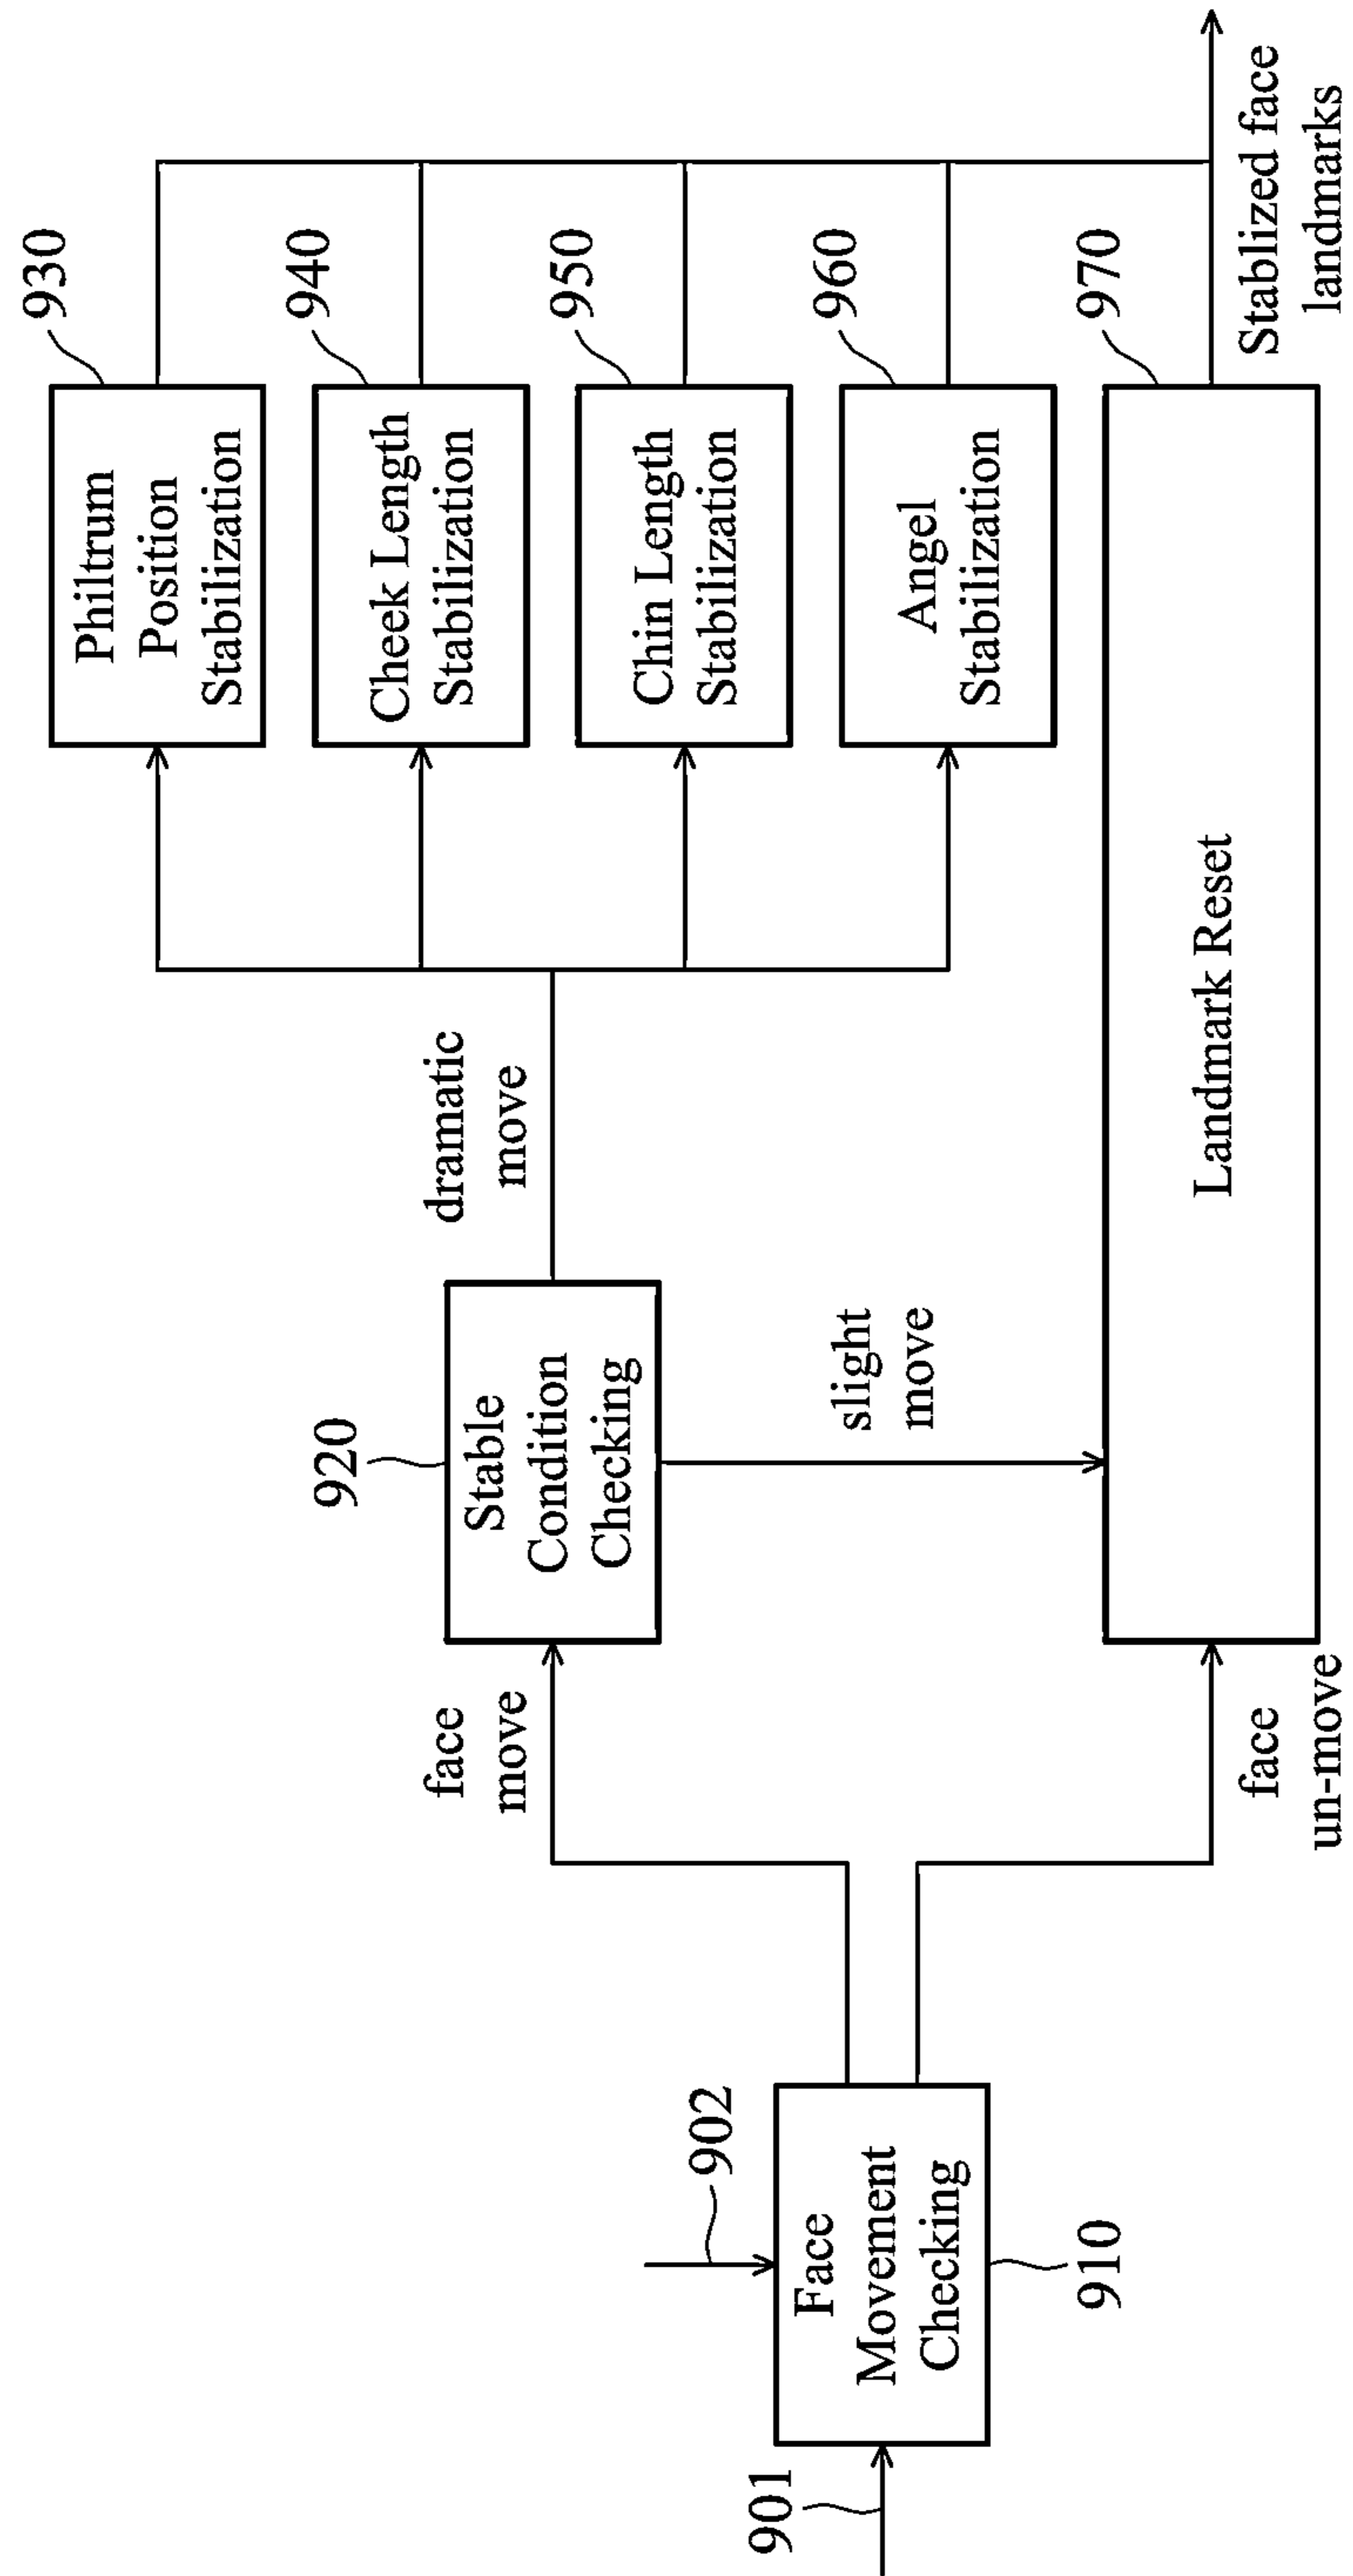 901
902
Face
Movement
Checking
910
face
move
face
un-move
920
Stable
Condition
Checking
slight
move
dramatic
move
Philtrum
Position
Stabilization
930
Cheek Length
Stabilization
940
Chin Length
Stabilization
950
Angel
Stabilization
960
Landmark Reset
970
Stablized face
landmarks